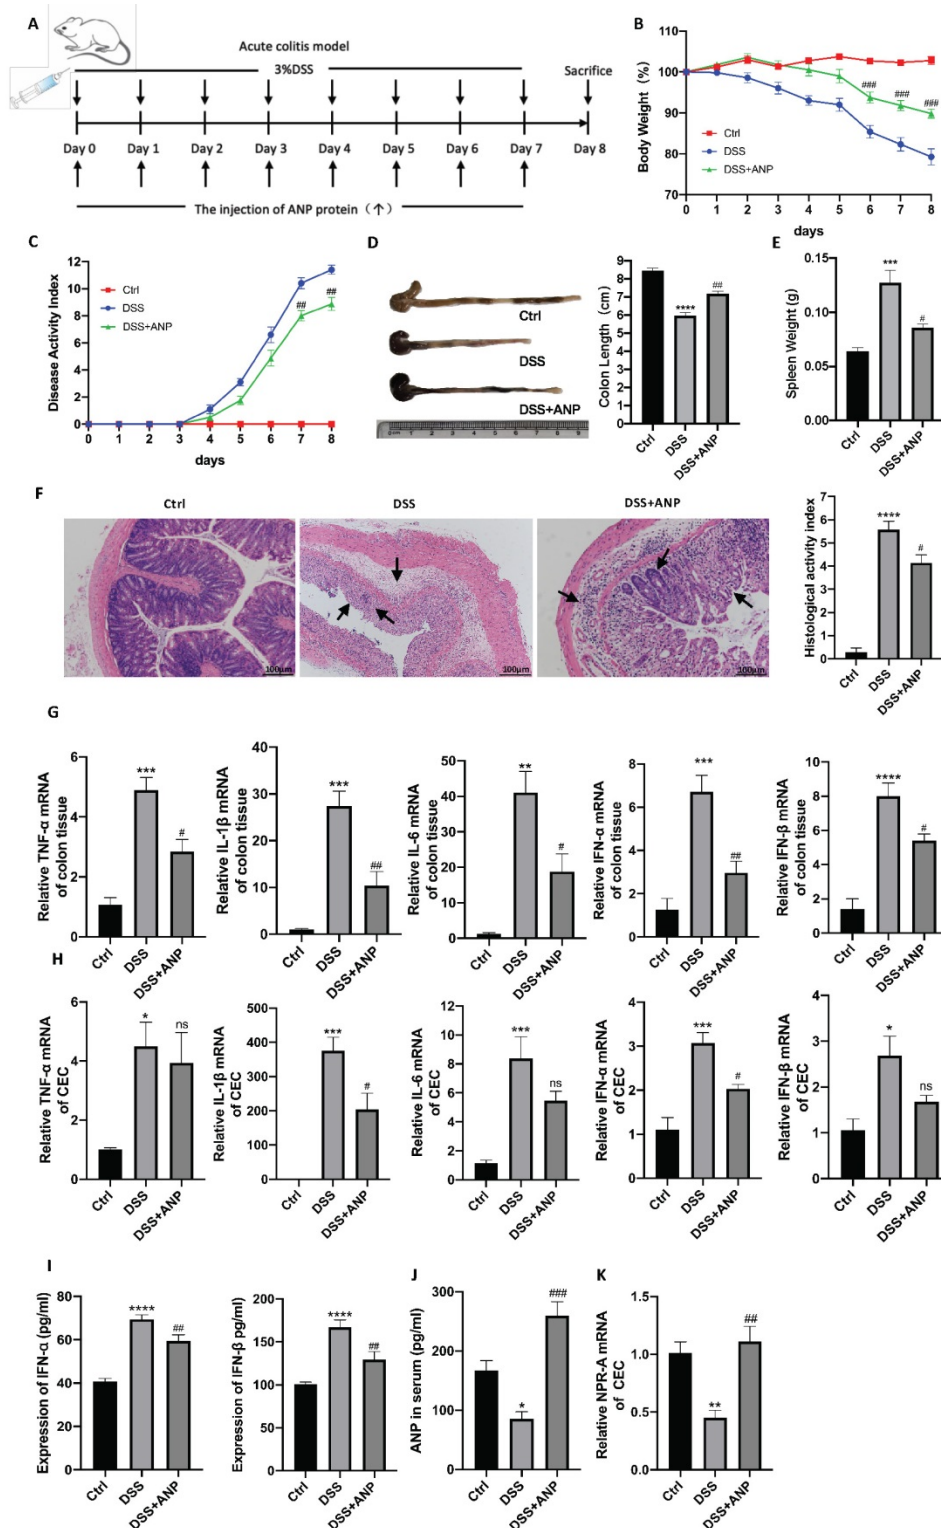 A
Acute colitis model
3%DSS
Sacrifice
Day 0 Day 1 Day 2 Day 3 Day 4 Day 5 Day 6 Day 7 Day 8
The injection of ANP protein (↑)
B
Body Weight (%)
110
100
90
80
70
Ctrl
DSS
DSS+ANP
### ### ###
0 1 2 3 4 5 6 7 8
days
C
Disease Activity Index
12
10
8
6
4
2
0
Ctrl
DSS
DSS+ANP
## ##
0 1 2 3 4 5 6 7 8
days
D
Ctrl
DSS
DSS+ANP
0cm 1 2 3 4 5 6 7 8 9
Colon Length (cm)
9
8
7
6
5
4
3
2
1
0
**** ##
Ctrl DSS DSS+ANP
E
Spleen Weight (g)
0.15
0.10
0.05
0.00
*** #
Ctrl DSS DSS+ANP
F
Ctrl DSS DSS+ANP
100μm 100μm 100μm
Histological activity index
7
6
5
4
3
2
1
0
**** #
Ctrl DSS DSS+ANP
G
Relative TNF-α mRNA
of colon tissue
6
4
2
0
*** #
Ctrl DSS DSS+ANP
Relative IL-1β mRNA
of colon tissue
40
30
20
10
0
*** ##
Ctrl DSS DSS+ANP
Relative IL-6 mRNA
of colon tissue
50
40
30
20
10
0
** #
Ctrl DSS DSS+ANP
Relative IFN-α mRNA
of colon tissue
8
6
4
2
0
*** ##
Ctrl DSS DSS+ANP
Relative IFN-β mRNA
of colon tissue
10
8
6
4
2
0
**** #
Ctrl DSS DSS+ANP
H
Relative TNF-α mRNA
of CEC
6
4
2
0
* ns
Ctrl DSS DSS+ANP
Relative IL-1β mRNA
of CEC
500
400
300
200
100
0
*** #
Ctrl DSS DSS+ANP
Relative IL-6 mRNA
of CEC
12
10
8
6
4
2
0
*** ns
Ctrl DSS DSS+ANP
Relative IFN-α mRNA
of CEC
4
3
2
1
0
*** #
Ctrl DSS DSS+ANP
Relative IFN-β mRNA
of CEC
4
3
2
1
0
* ns
Ctrl DSS DSS+ANP
I
Expression of IFN-α (pg/ml)
80
60
40
20
0
**** ##
Ctrl DSS DSS+ANP
Expression of IFN-β pg/ml)
200
150
100
50
0
**** ##
Ctrl DSS DSS+ANP
J
ANP in serum (pg/ml)
300
200
100
0
* ###
Ctrl DSS DSS+ANP
K
Relative NPR-A mRNA
of CEC
1.5
1.0
0.5
0.0
** ##
Ctrl DSS DSS+ANP